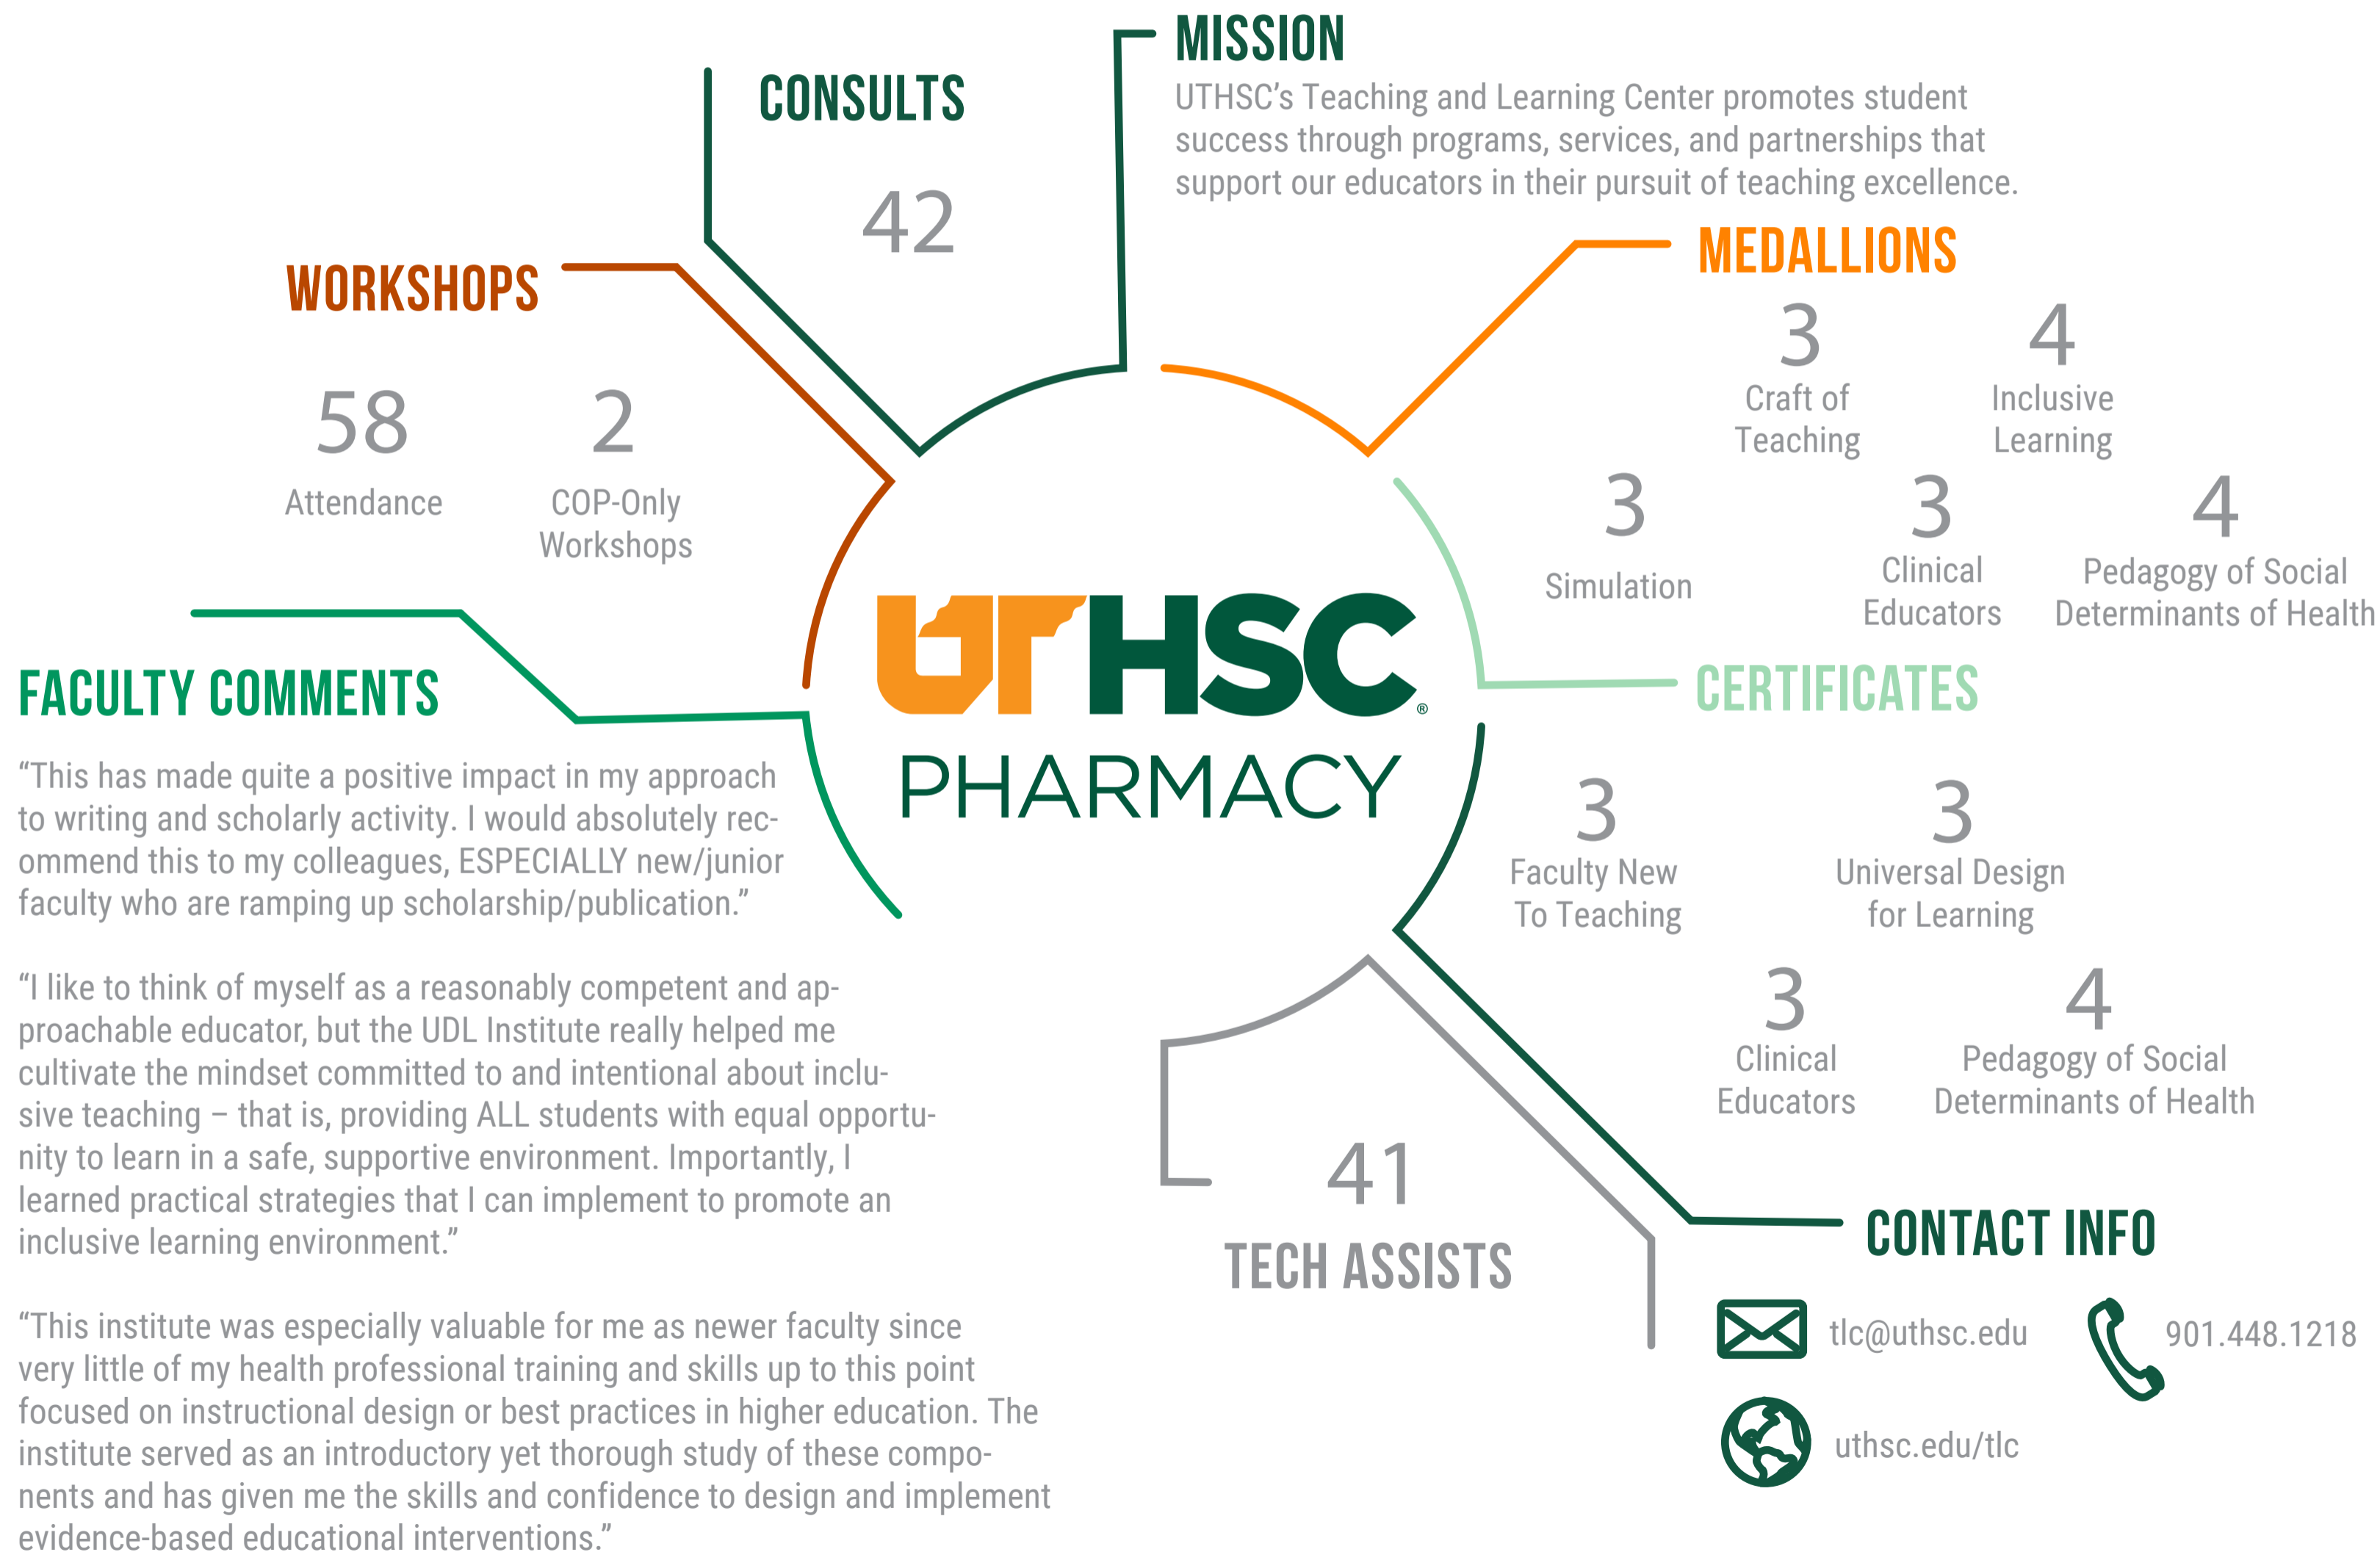 MISSION
UTHSC’s Teaching and Learning Center promotes student
success through programs, services, and partnerships that
support our educators in their pursuit of teaching excellence.
CONSULTS
42
WORKSHOPS
58
Attendance
2
COP-Only
Workshops
MEDALLIONS
3
Craft of
Teaching
4
Inclusive
Learning
3
Simulation
3
Clinical
Educators
4
Pedagogy of Social
Determinants of Health
UTHSC®
PHARMACY
FACULTY COMMENTS
“This has made quite a positive impact in my approach
to writing and scholarly activity. I would absolutely rec-
ommend this to my colleagues, ESPECIALLY new/junior
faculty who are ramping up scholarship/publication.”
“I like to think of myself as a reasonably competent and ap-
proachable educator, but the UDL Institute really helped me
cultivate the mindset committed to and intentional about inclu-
sive teaching – that is, providing ALL students with equal opportu-
nity to learn in a safe, supportive environment. Importantly, I
learned practical strategies that I can implement to promote an
inclusive learning environment.”
“This institute was especially valuable for me as newer faculty since
very little of my health professional training and skills up to this point
focused on instructional design or best practices in higher education. The
institute served as an introductory yet thorough study of these compo-
nents and has given me the skills and confidence to design and implement
evidence-based educational interventions.”
CERTIFICATES
3
Faculty New
To Teaching
3
Universal Design
for Learning
3
Clinical
Educators
4
Pedagogy of Social
Determinants of Health
41
TECH ASSISTS
CONTACT INFO
tlc@uthsc.edu
901.448.1218
uthsc.edu/tlc